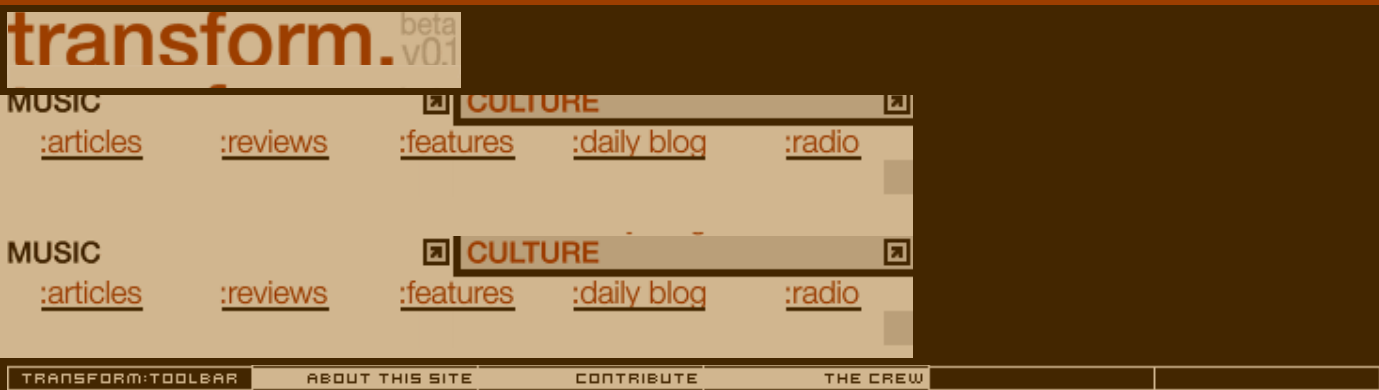 transform. beta
v0.1
MUSIC CULTURE
:articles :reviews :features :daily blog :radio
MUSIC CULTURE
:articles :reviews :features :daily blog :radio
TRANSFORM:TOOLBAR ABOUT THIS SITE CONTRIBUTE THE CREW